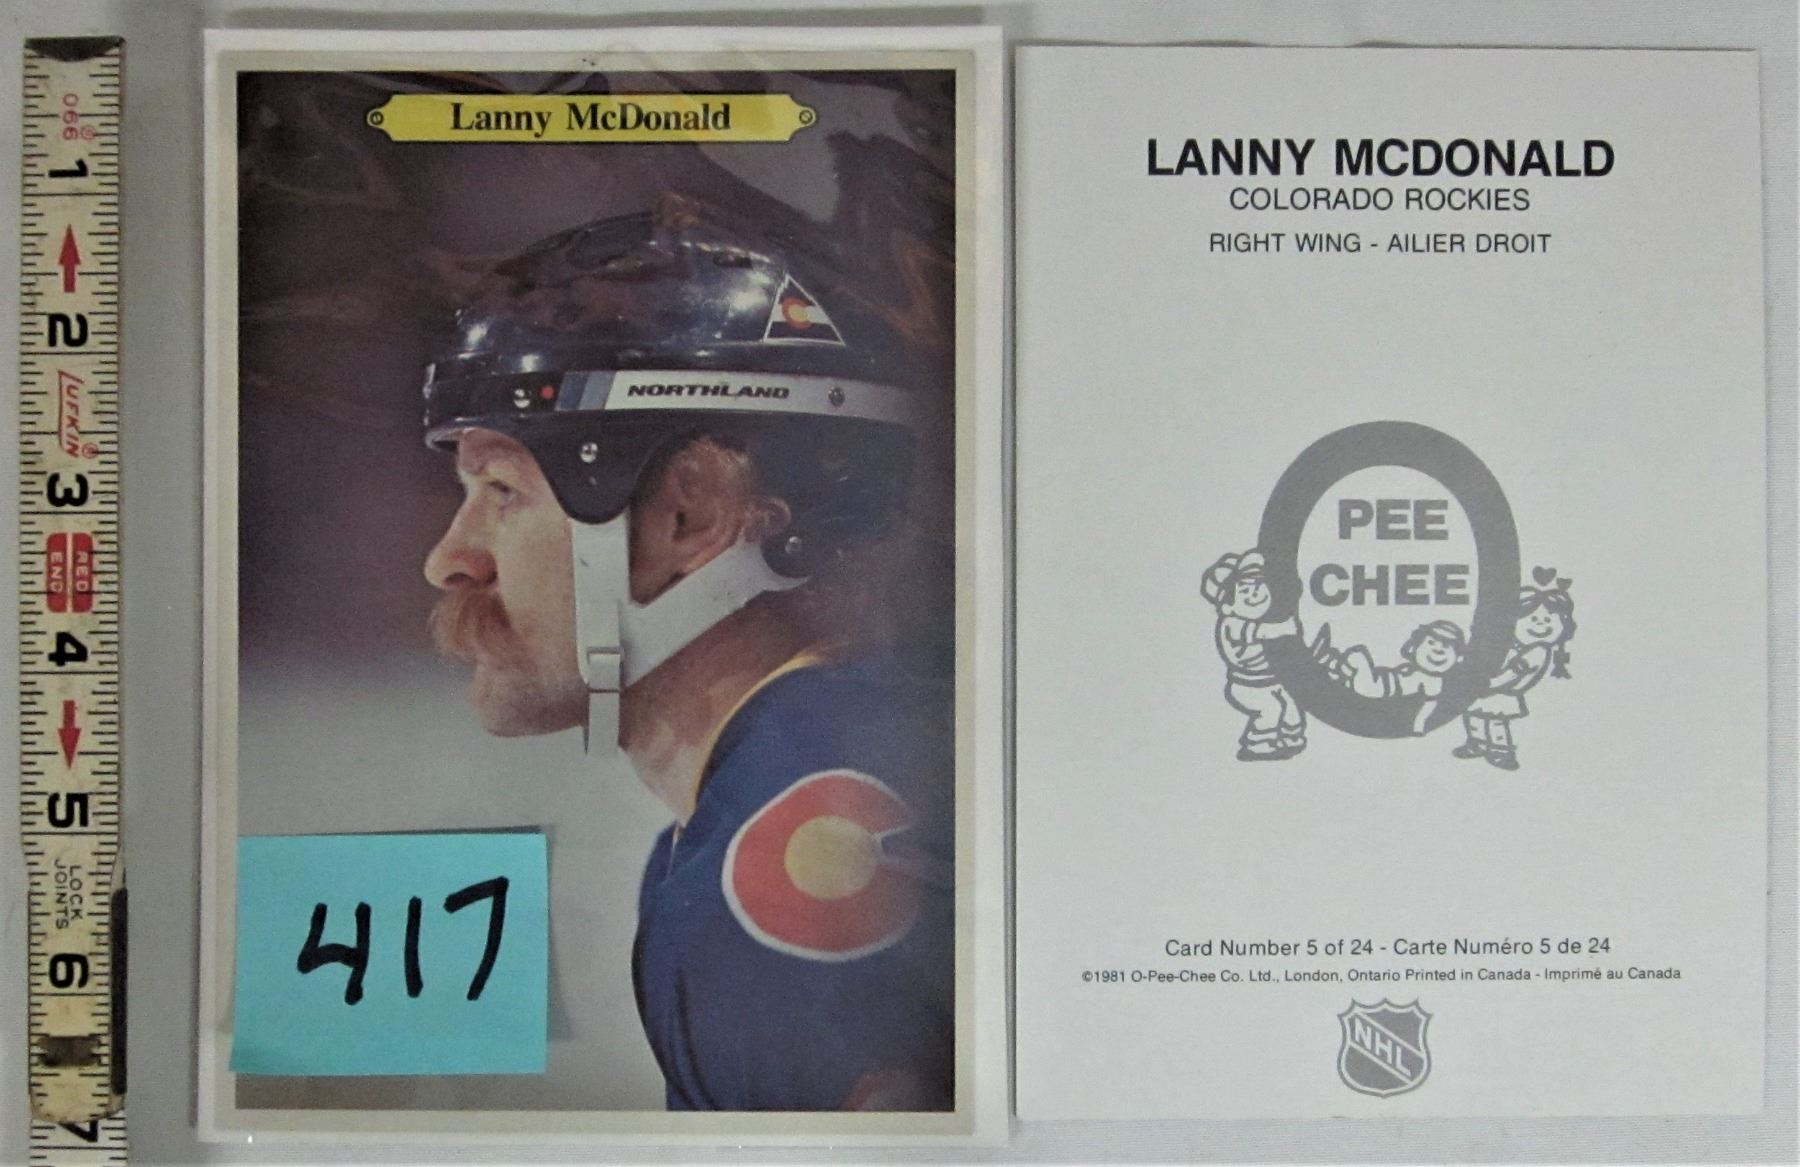 066
1
2
LUFKIN
3
RED
END
4
5
LOCK
JOINTS
6
7
Lanny McDonald
NORTHLAND
417
LANNY MCDONALD
COLORADO ROCKIES
RIGHT WING - AILIER DROIT
PEE
CHEE
Card Number 5 of 24 - Carte Numéro 5 de 24
©1981 O-Pee-Chee Co. Ltd., London, Ontario Printed in Canada - Imprimé au Canada
NHL